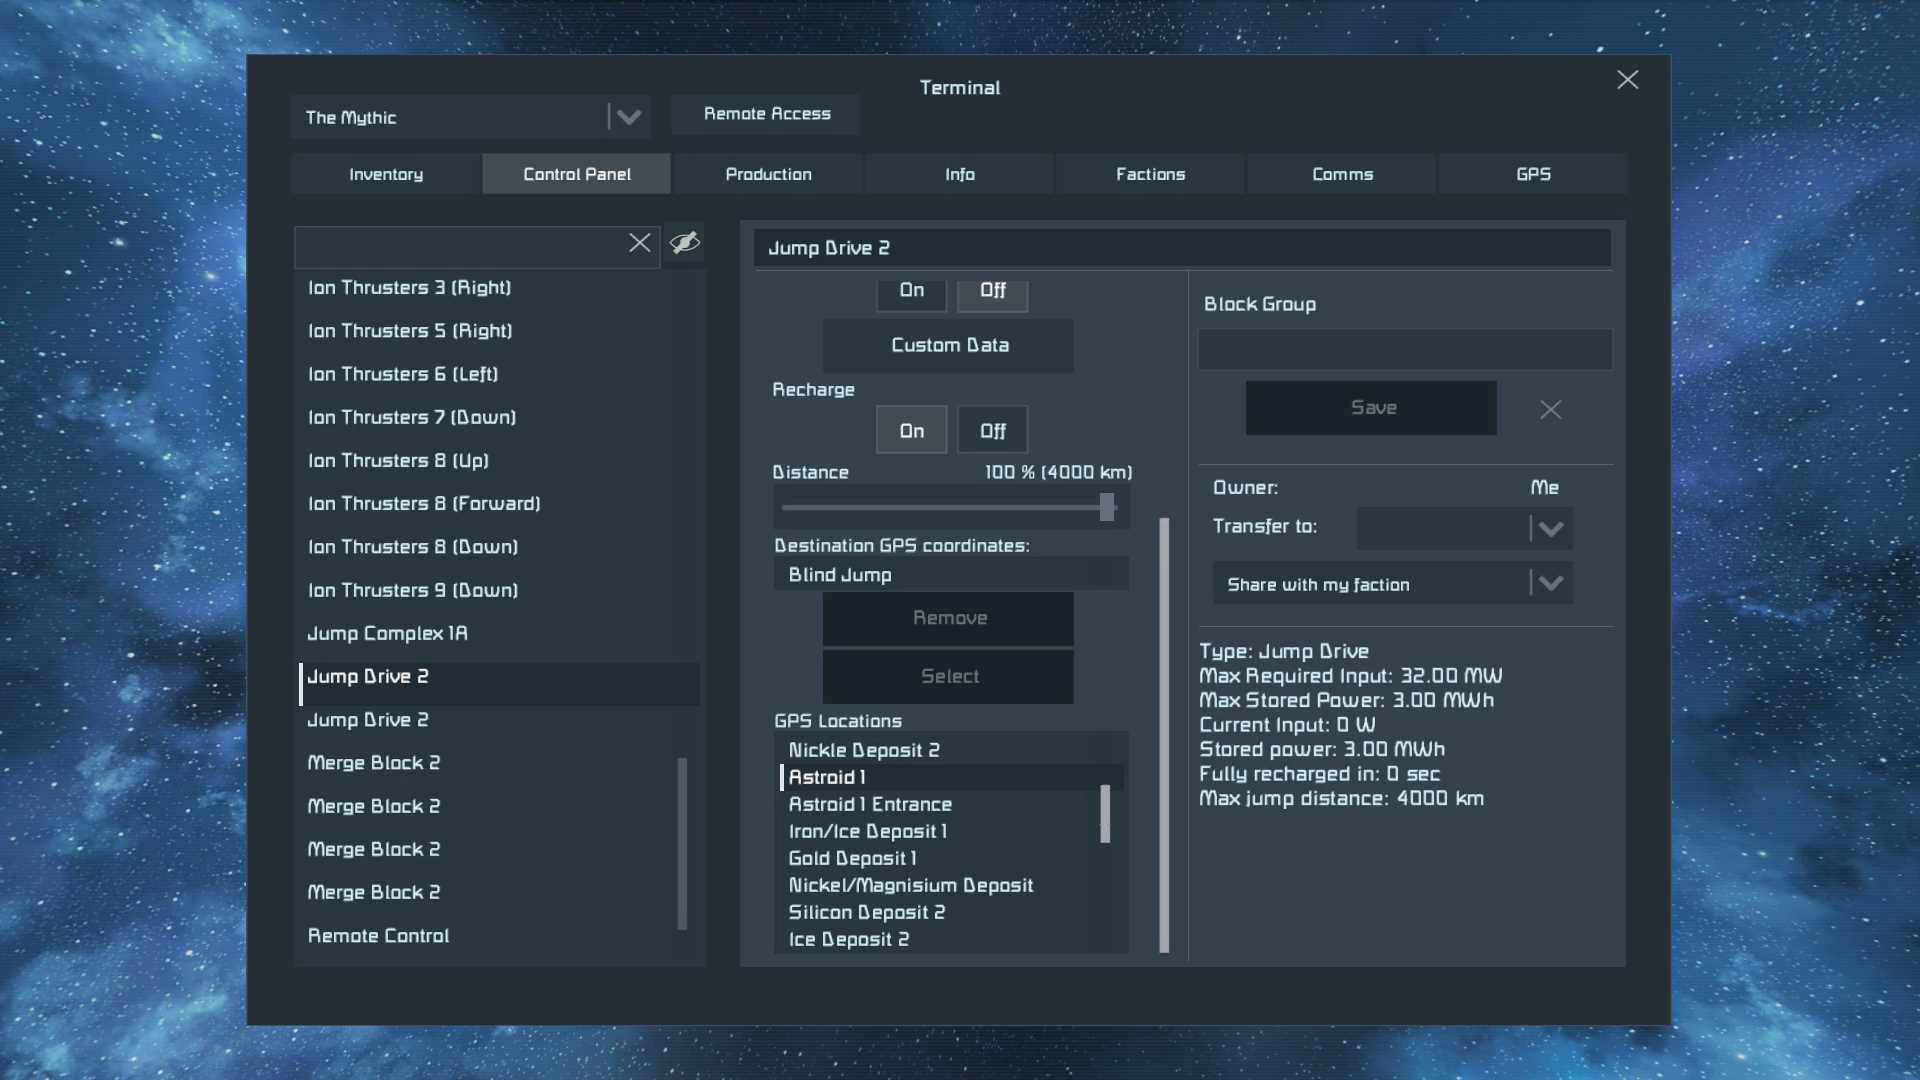 Terminal
The Mythic
Remote Access
Inventory
Control Panel
Production
Info
Factions
Comms
GPS
Ion Thrusters 3 (Right)
Ion Thrusters 5 (Right)
Ion Thrusters 6 (Left)
Ion Thrusters 7 (Down)
Ion Thrusters 8 (Up)
Ion Thrusters 8 (Forward)
Ion Thrusters 8 (Down)
Ion Thrusters 9 (Down)
Jump Complex 1A
Jump Drive 2
Jump Drive 2
Merge Block 2
Merge Block 2
Merge Block 2
Merge Block 2
Remote Control
Jump Drive 2
On
Off
Custom Data
Recharge
On
Off
Distance
100 % (4000 km)
Destination GPS coordinates:
Blind Jump
Remove
Select
GPS Locations
Nickle Deposit 2
Astroid 1
Astroid 1 Entrance
Iron/Ice Deposit 1
Gold Deposit 1
Nickel/Magnisium Deposit
Silicon Deposit 2
Ice Deposit 2
Block Group
Save
Owner:
Me
Transfer to:
Share with my faction
Type: Jump Drive
Max Required Input: 32.00 MW
Max Stored Power: 3.00 MWh
Current Input: 0 W
Stored power: 3.00 MWh
Fully recharged in: 0 sec
Max jump distance: 4000 km